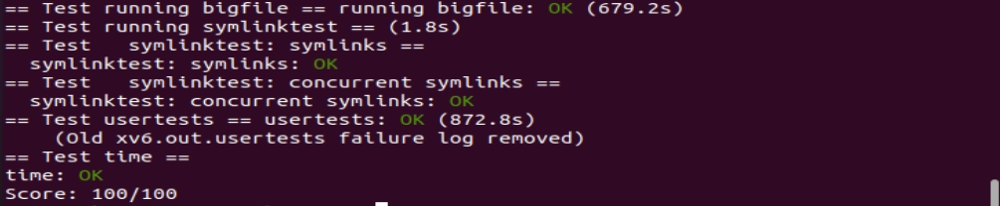 == Test running bigfile == running bigfile: OK (679.2s)
== Test running symlinktest == (1.8s)
== Test   symlinktest: symlinks ==
  symlinktest: symlinks: OK
== Test   symlinktest: concurrent symlinks ==
  symlinktest: concurrent symlinks: OK
== Test usertests == usertests: OK (872.8s)
    (Old xv6.out.usertests failure log removed)
== Test time ==
time: OK
Score: 100/100